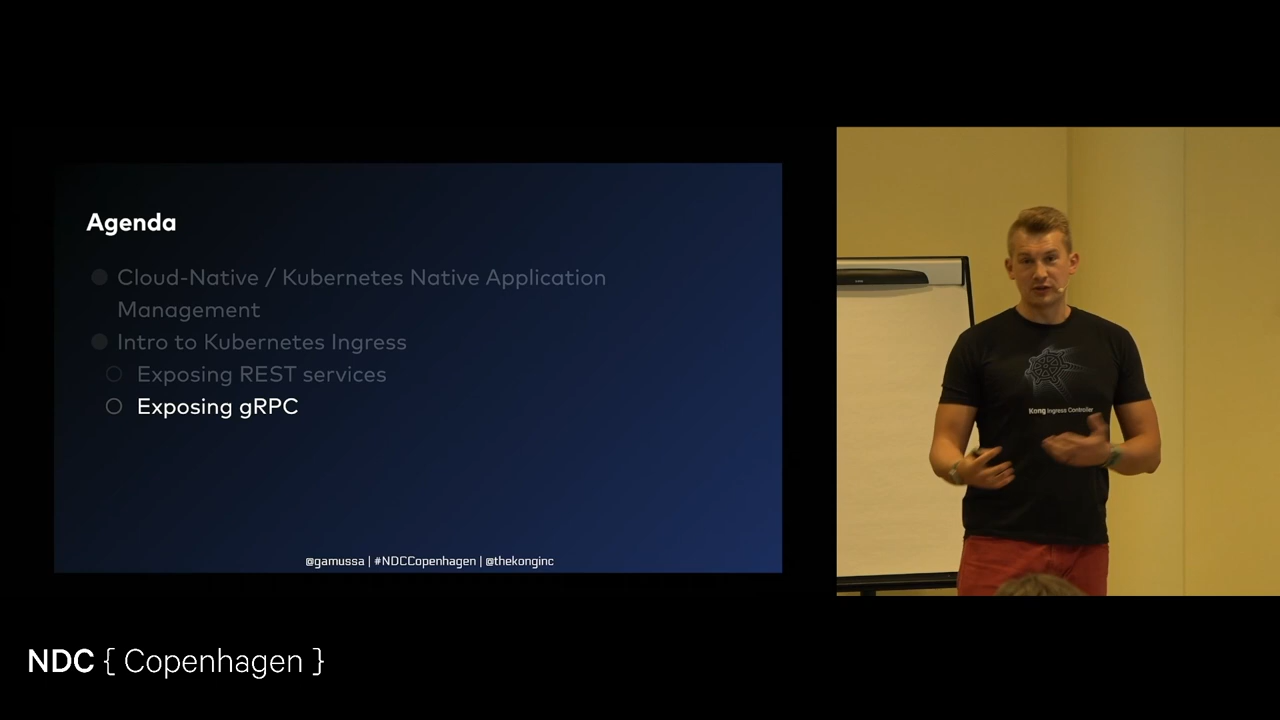 Agenda
Cloud-Native / Kubernetes Native Application
Management
Intro to Kubernetes Ingress
Exposing REST services
Exposing gRPC
@gamussa | #NDCCopenhagen | @thekonginc
Kong Ingress Controller
NDC { Copenhagen }